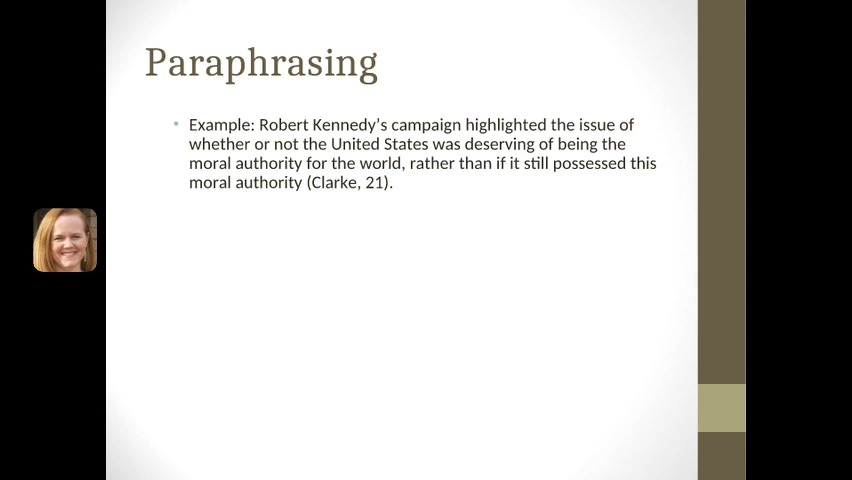 Paraphrasing
• Example: Robert Kennedy’s campaign highlighted the issue of
whether or not the United States was deserving of being the
moral authority for the world, rather than if it still possessed this
moral authority (Clarke, 21).